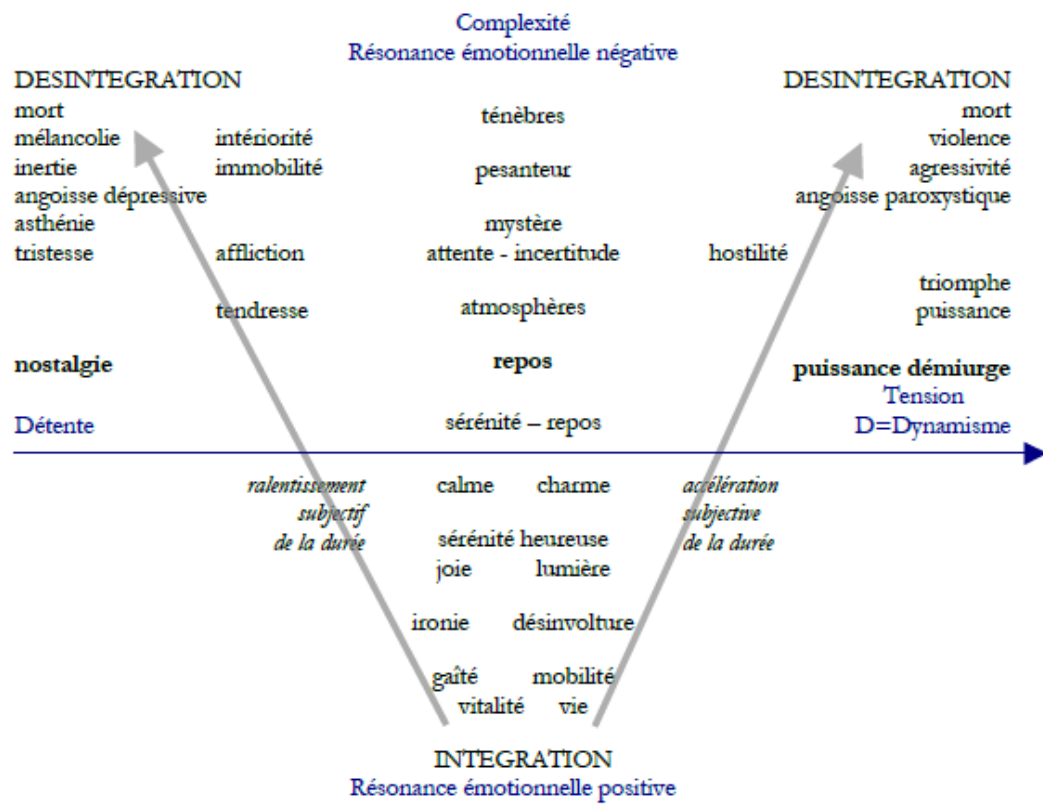 Complexité
Résonance émotionnelle négative
DESINTEGRATION DESINTEGRATION
mort ténèbres mort
mélancolie intériorité violence
inertie immobilité pesanteur agressivité
angoisse dépressive angoisse paroxystique
asthénie mystère
tristesse affliction attente - incertitude hostilité
triomphe
tendresse atmosphères puissance
nostalgie repos puissance démiurge
Tension
Détente sérénité – repos D=Dynamisme
ralentissement calme charme accélération
subjectif subjective
de la durée sérénité heureuse de la durée
joie lumière
ironie désinvolture
gaîté mobilité
vitalité vie
INTEGRATION
Résonance émotionnelle positive